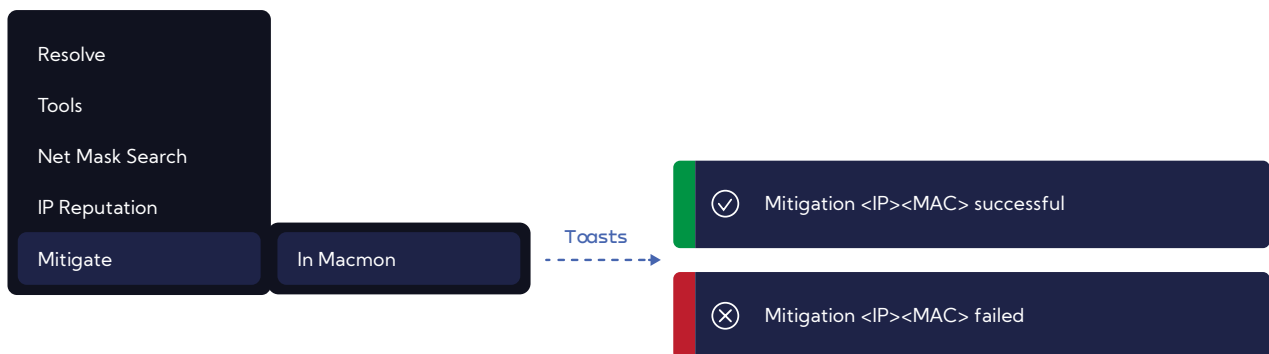 Resolve
Tools
Net Mask Search
IP Reputation
Mitigate
In Macmon
Toasts
Mitigation <IP><MAC> successful
Mitigation <IP><MAC> failed